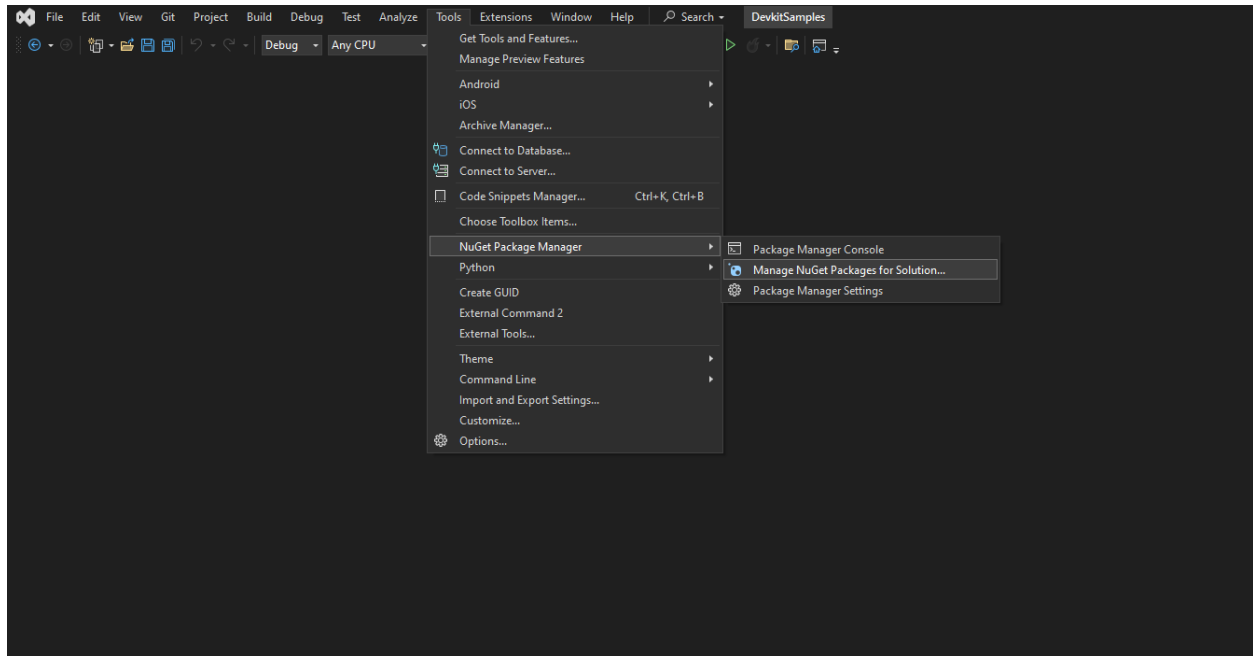 File Edit View Git Project Build Debug Test Analyze Tools Extensions Window Help Search DevkitSamples
Debug Any CPU
Get Tools and Features...
Manage Preview Features
Android
iOS
Archive Manager...
Connect to Database...
Connect to Server...
Code Snippets Manager... Ctrl+K, Ctrl+B
Choose Toolbox Items...
NuGet Package Manager
Python
Create GUID
External Command 2
External Tools...
Theme
Command Line
Import and Export Settings...
Customize...
Options...
Package Manager Console
Manage NuGet Packages for Solution...
Package Manager Settings